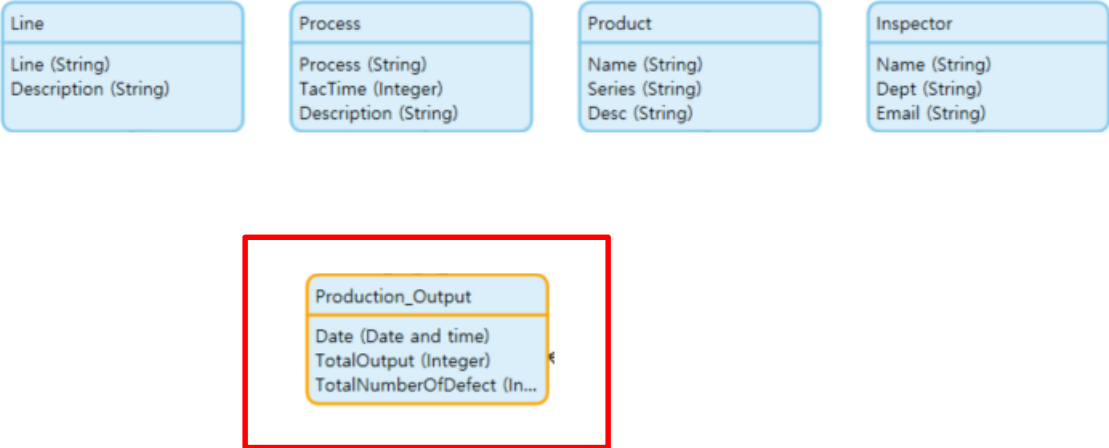 Line
Line (String)
Description (String)
Process
Process (String)
TacTime (Integer)
Description (String)
Product
Name (String)
Series (String)
Desc (String)
Inspector
Name (String)
Dept (String)
Email (String)
Production_Output
Date (Date and time)
TotalOutput (Integer)
TotalNumberOfDefect (In...